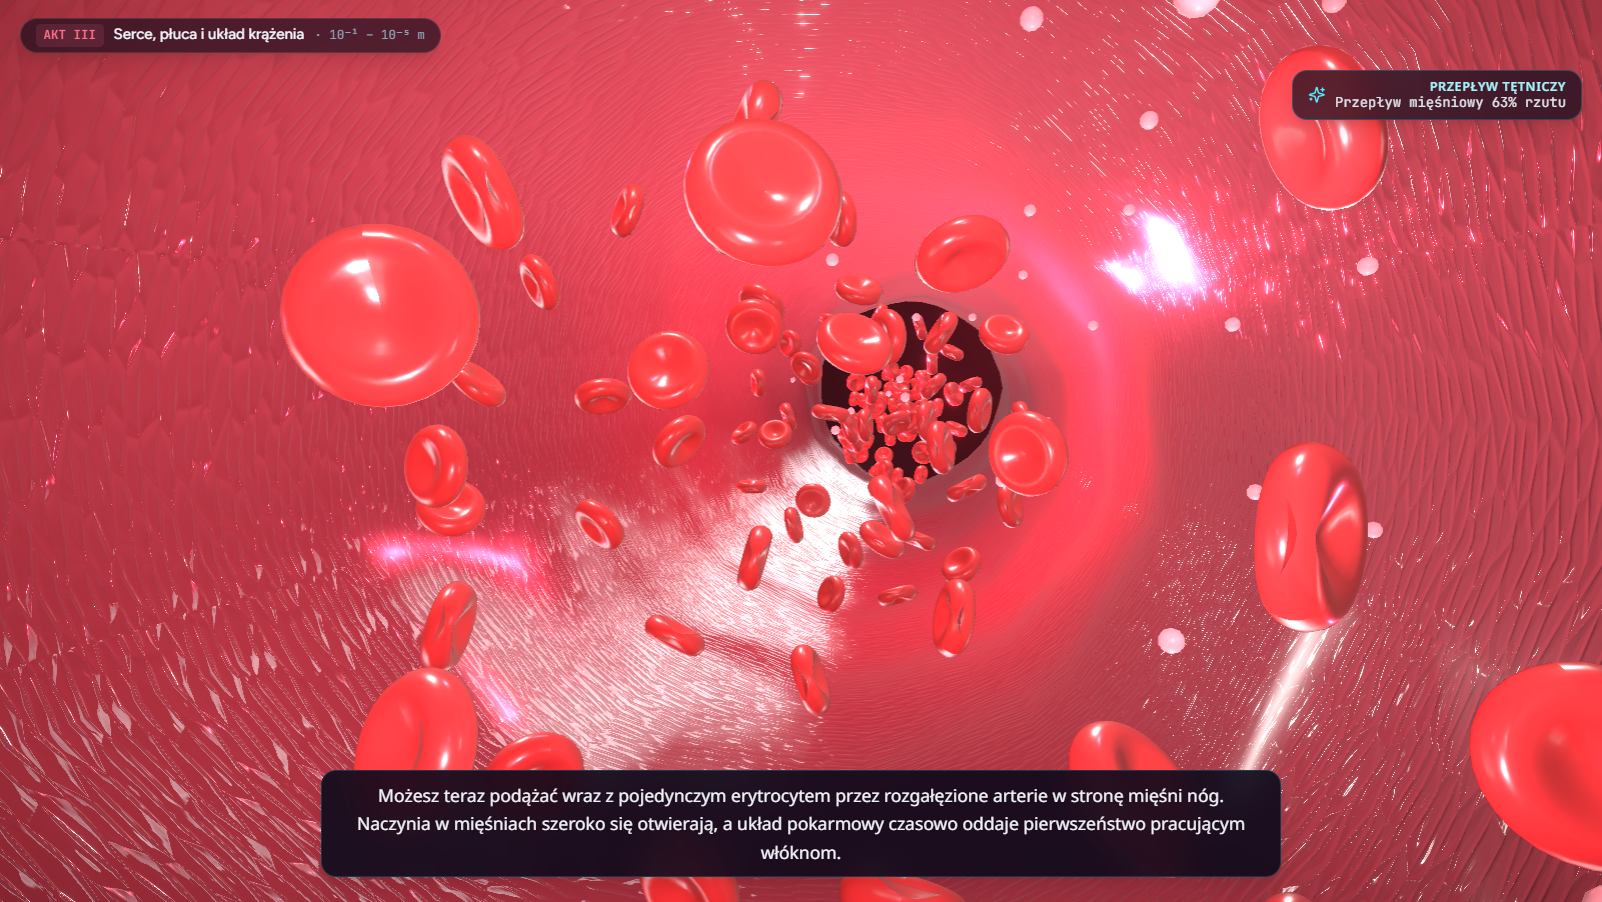 AKT III Serce, płuca i układ krążenia · 10⁻¹ – 10⁻⁵ m
PRZEPŁYW TĘTNICZY
Przepływ mięśniowy 63% rzutu
Możesz teraz podążać wraz z pojedynczym erytrocytem przez rozgałęzione arterie w stronę mięśni nóg.
Naczynia w mięśniach szeroko się otwierają, a układ pokarmowy czasowo oddaje pierwszeństwo pracującym
włóknom.